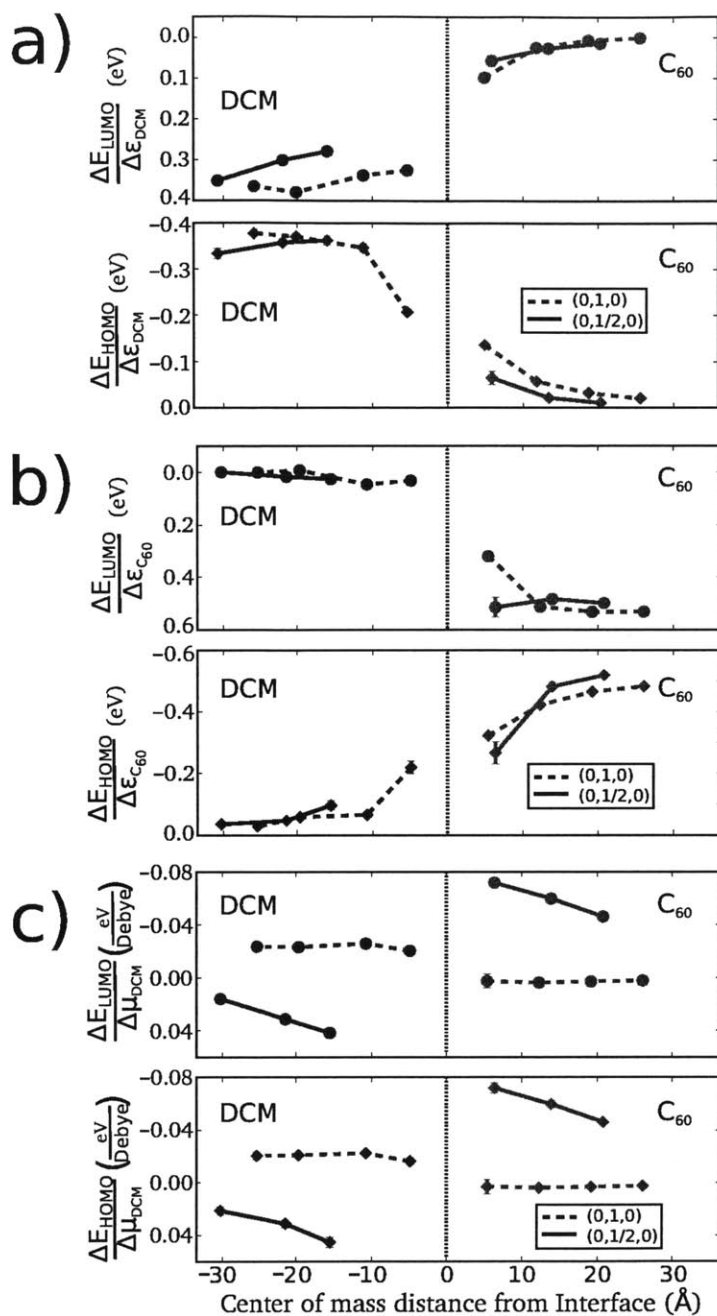 a)
0.0
0.1
0.3
0.4
ΔE_LUMO
Δε_DCM
(eV)
DCM
C60
-0.4
-0.3
-0.2
-0.1
0.0
ΔE_HOMO
Δε_DCM
(eV)
DCM
C60
(0,1,0)
(0,1/2,0)
b)
0.0
0.2
0.4
0.6
ΔE_LUMO
Δε_C60
(eV)
DCM
C60
-0.6
-0.4
-0.2
0.0
ΔE_HOMO
Δε_C60
(eV)
DCM
C60
(0,1,0)
(0,1/2,0)
c)
-0.08
-0.04
0.00
0.04
ΔE_LUMO
Δμ_DCM
(eV/Debye)
DCM
C60
-0.08
-0.04
0.00
0.04
ΔE_HOMO
Δμ_DCM
(eV/Debye)
DCM
C60
(0,1,0)
(0,1/2,0)
−30 −20 −10 0 10 20 30
Center of mass distance from Interface (Å)